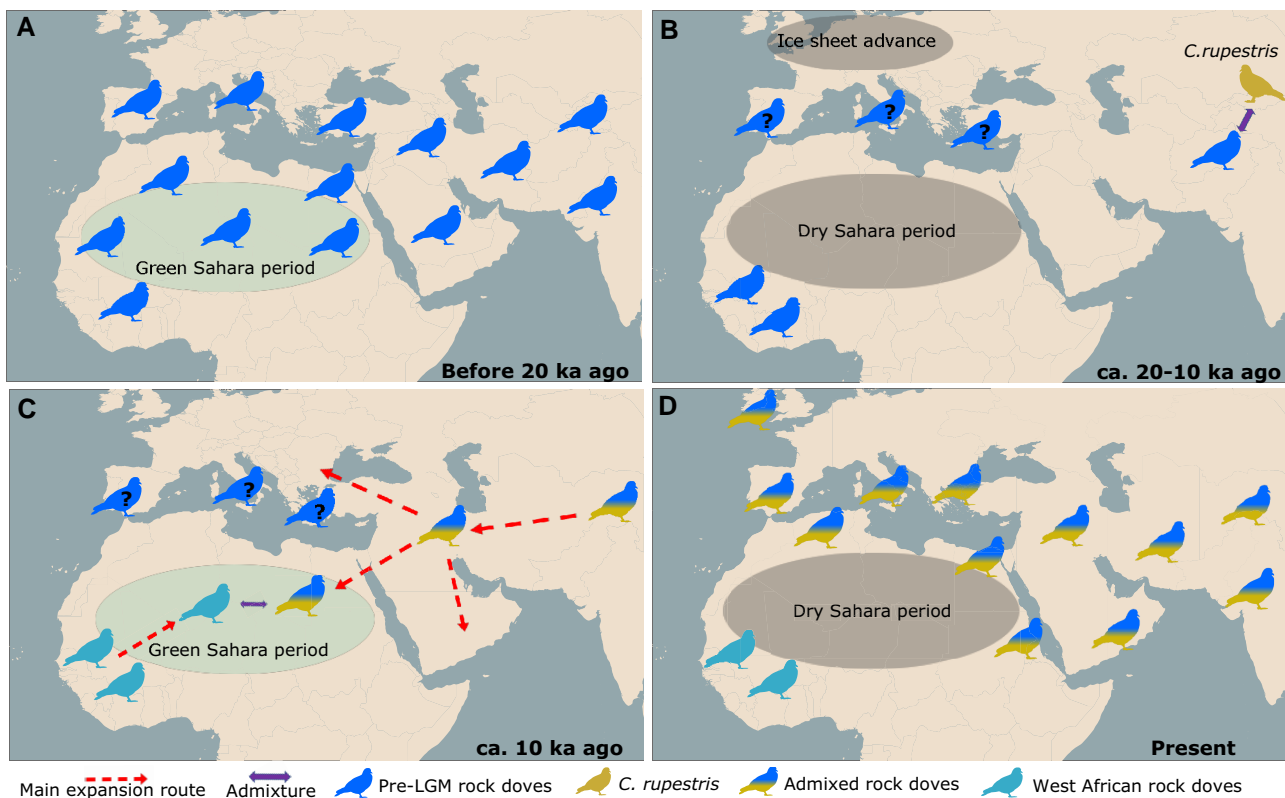 A
Green Sahara period
Before 20 ka ago
B
Ice sheet advance
C.rupestris
?
?
?
Dry Sahara period
ca. 20-10 ka ago
C
?
?
?
Green Sahara period
ca. 10 ka ago
D
Dry Sahara period
Present
Main expansion route
Admixture
Pre-LGM rock doves
C. rupestris
Admixed rock doves
West African rock doves